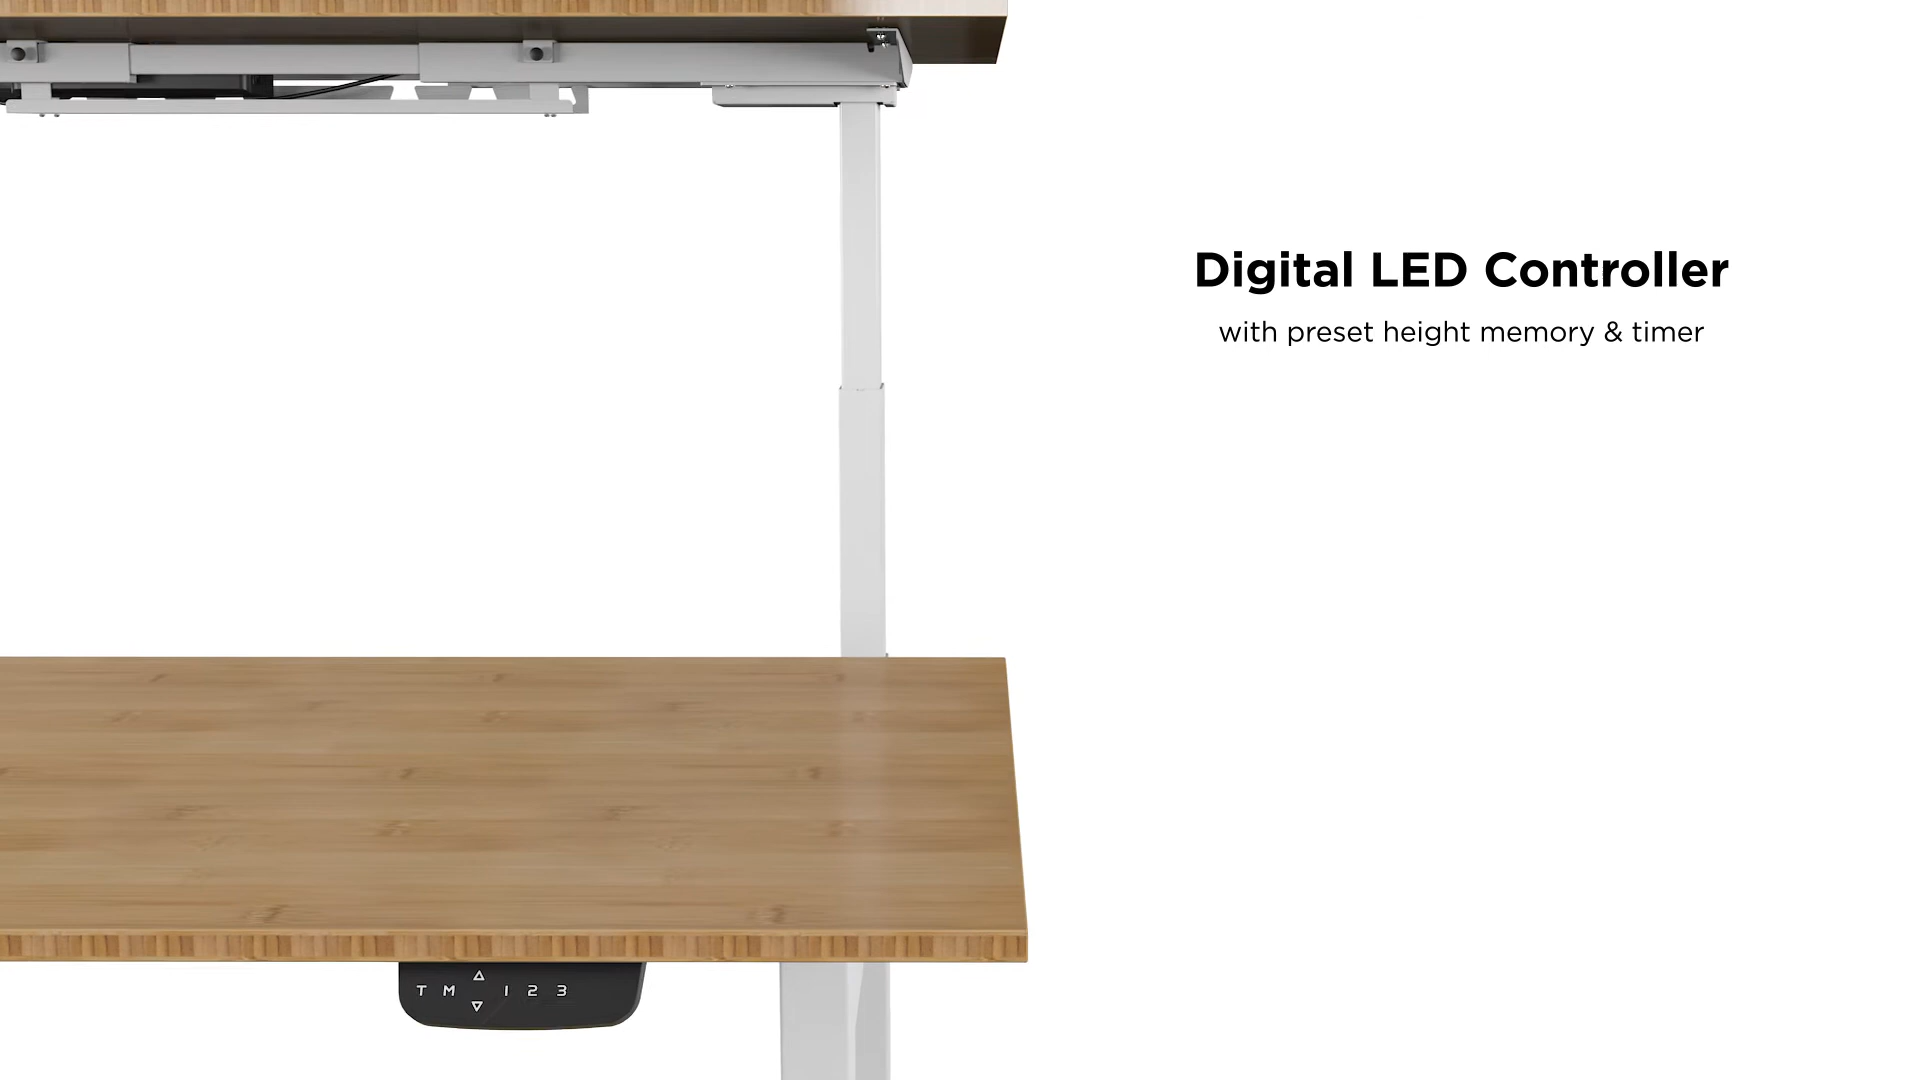 Digital LED Controller
with preset height memory & timer
T M △ ▽ 1 2 3